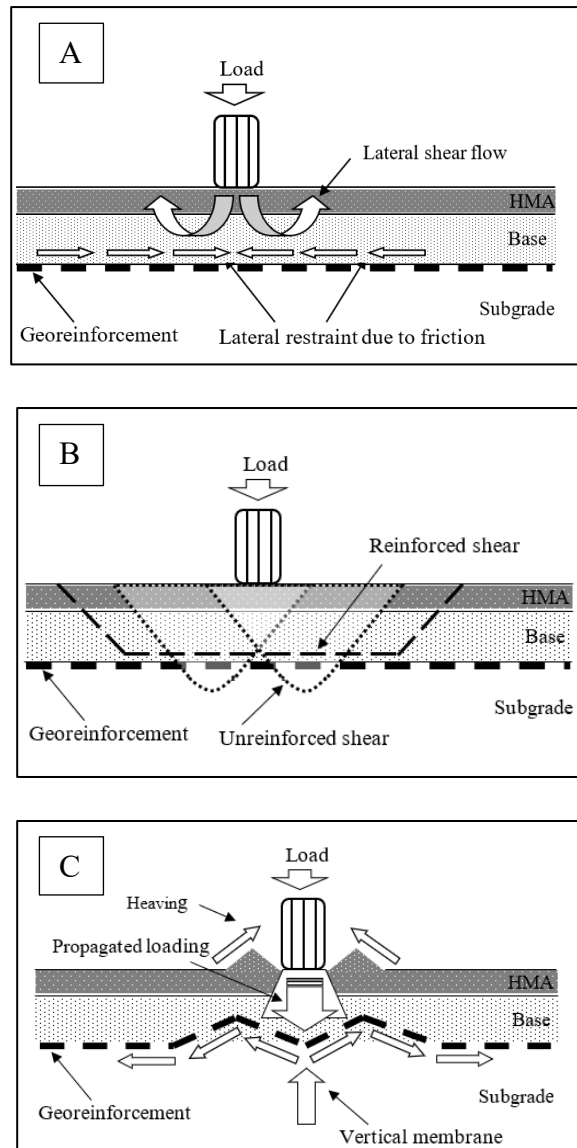 A
Load
Lateral shear flow
HMA
Base
Subgrade
Georeinforcement
Lateral restraint due to friction
B
Load
Reinforced shear
HMA
Base
Subgrade
Georeinforcement
Unreinforced shear
C
Load
Heaving
Propagated loading
HMA
Base
Subgrade
Georeinforcement
Vertical membrane